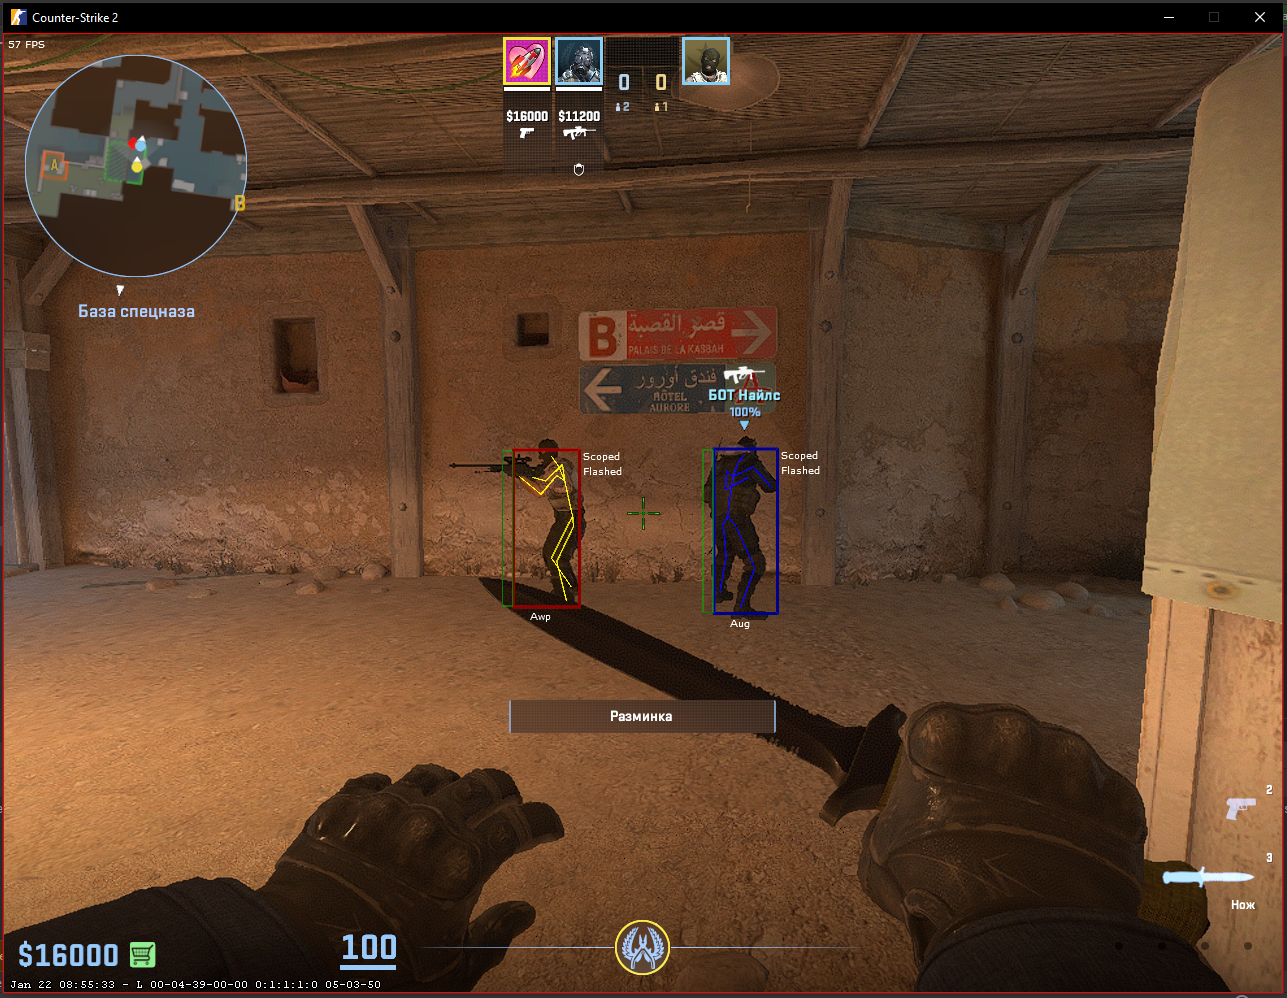 Counter-Strike 2
57 FPS
0 0
2 1
$16000 $11200
A
B
База спецназа
B قصر القصبة
PALAIS DE LA KASBAH
فندق أورور A
HÔTEL
AURORE
БОТ Найлс
100%
Scoped
Flashed
Scoped
Flashed
Awp
Aug
Разминка
2
3
Нож
$16000
100
Jan 22 08:55:33 - L 00-04-39-00-00 0:1:1:1:0 05-03-50